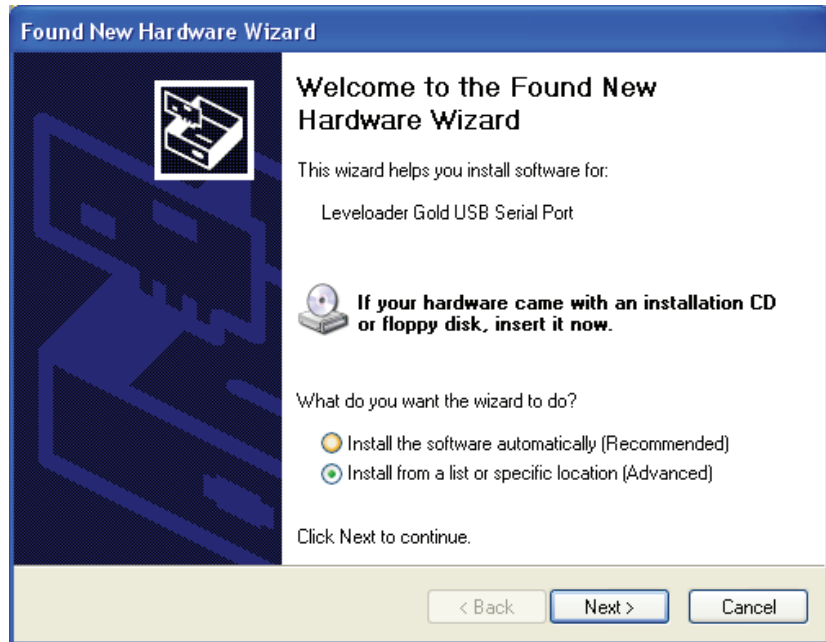 Found New Hardware Wizard
Welcome to the Found New
Hardware Wizard
This wizard helps you install software for:
Leveloader Gold USB Serial Port
If your hardware came with an installation CD
or floppy disk, insert it now.
What do you want the wizard to do?
Install the software automatically (Recommended)
Install from a list or specific location (Advanced)
Click Next to continue.
< Back Next > Cancel